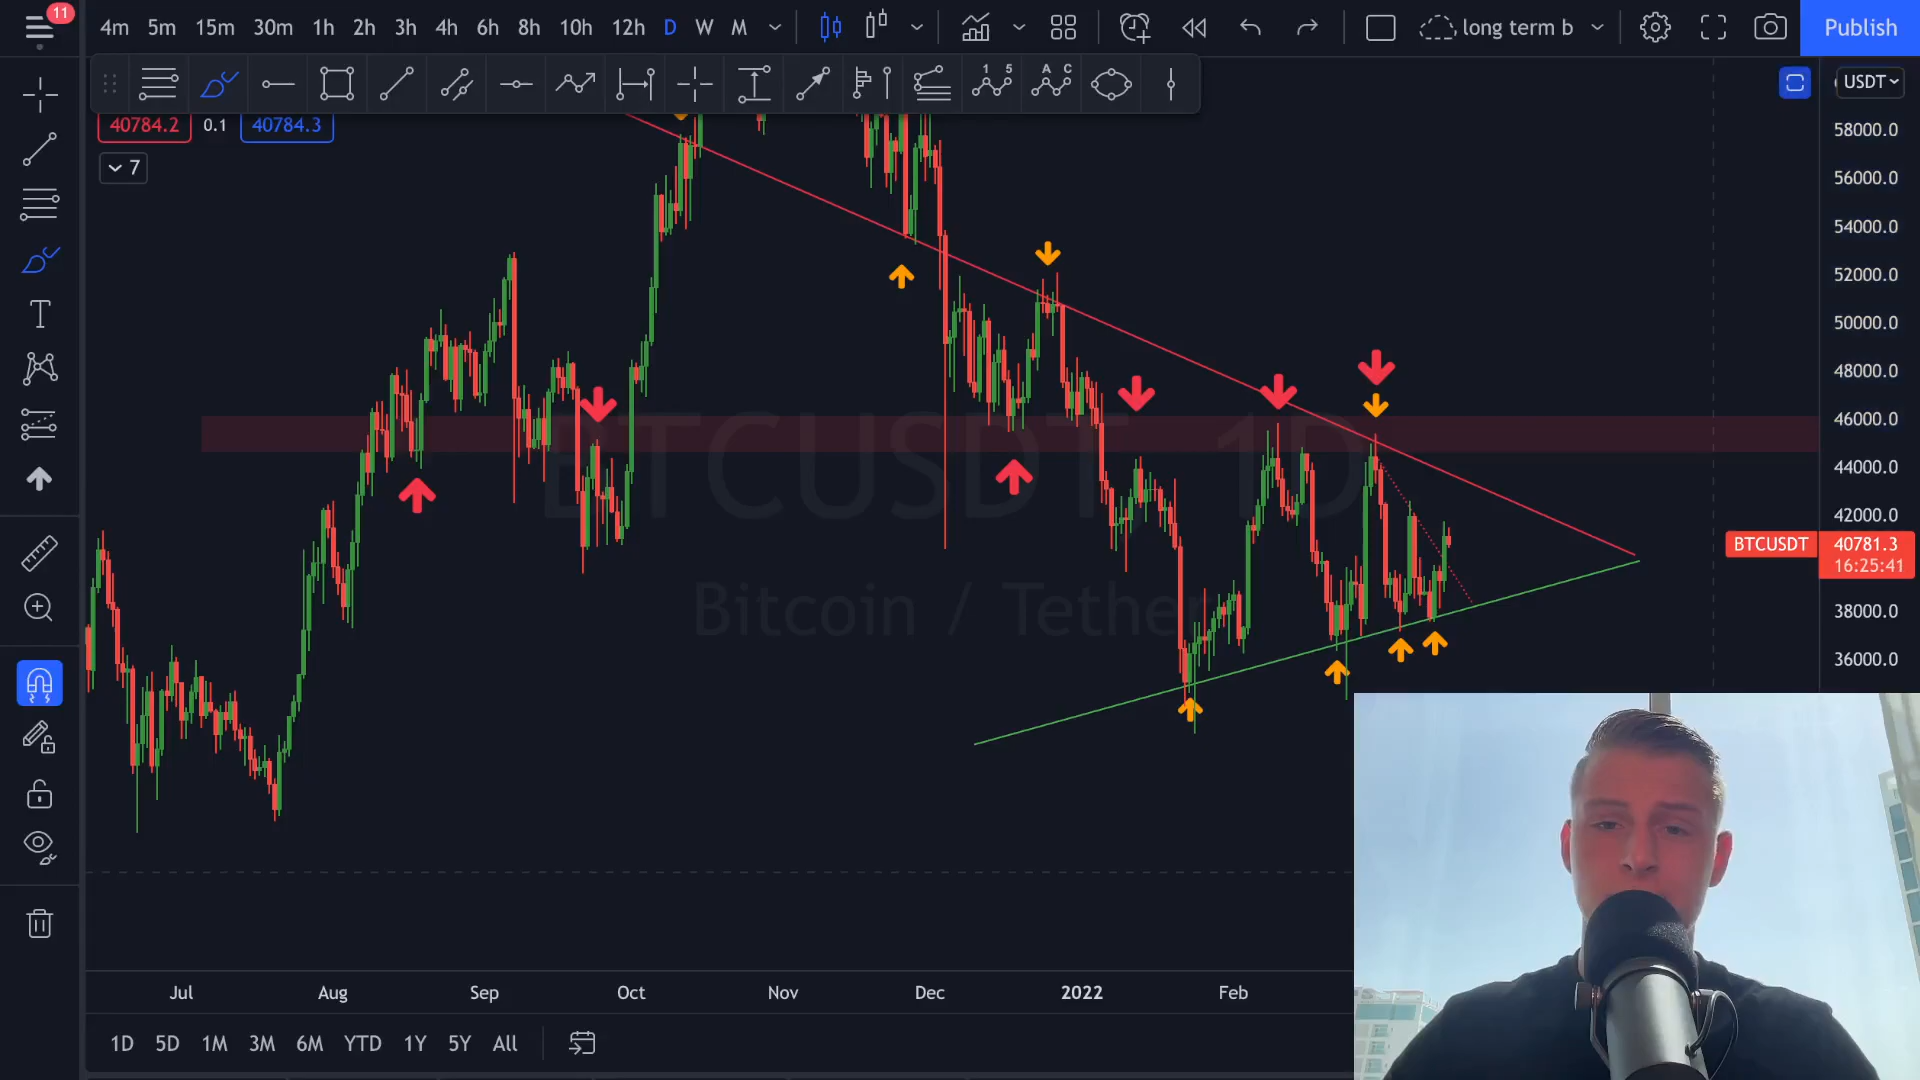 11
4m 5m 15m 30m 1h 2h 3h 4h 6h 8h 10h 12h D W M
long term b
Publish
1 5
A C
USDT
40784.2 0.1 40784.3
7
58000.0
56000.0
54000.0
52000.0
50000.0
48000.0
46000.0
44000.0
42000.0
BTCUSDT 40781.3
16:25:41
38000.0
36000.0
BTCUSDT, 1D
Bitcoin / Tether
Jul Aug Sep Oct Nov Dec 2022 Feb
1D 5D 1M 3M 6M YTD 1Y 5Y All